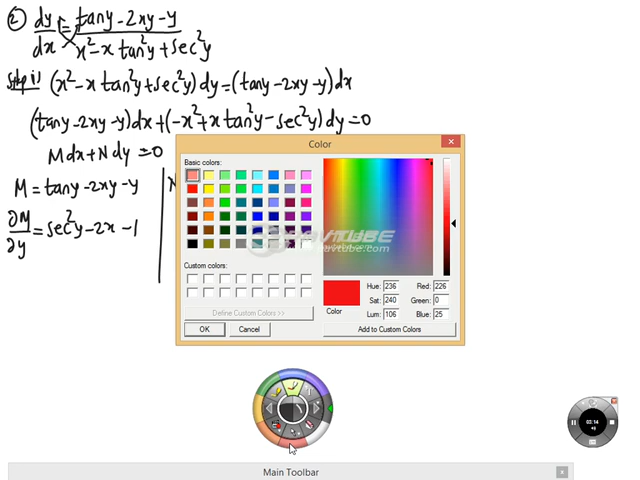 ② dy/dx = (tany - 2xy - y)/(x² - x tan²y + sec²y)
Step i) (x² - x tan²y + sec²y) dy = (tany - 2xy - y) dx
(tany - 2xy - y) dx + (-x² + x tan²y - sec²y) dy = 0
M dx + N dy = 0
M = tany - 2xy - y
∂M/∂y = sec²y - 2x - 1
Color
Basic colors:
Custom colors:
Define Custom Colors >>
OK Cancel
Color
Hue: 236 Red: 226
Sat: 240 Green: 0
Lum: 106 Blue: 25
Add to Custom Colors
03:14
Main Toolbar